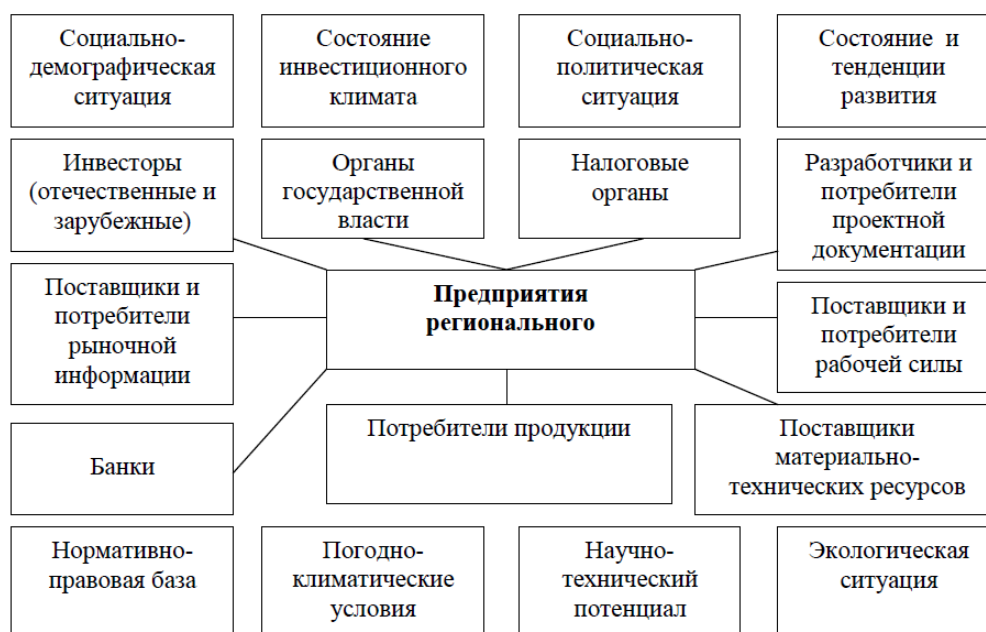 Социально-
демографическая
ситуация
Состояние
инвестиционного
климата
Социально-
политическая
ситуация
Состояние и
тенденции
развития
Инвесторы
(отечественные и
зарубежные)
Органы
государственной
власти
Налоговые
органы
Разработчики и
потребители
проектной
документации
Поставщики и
потребители
рыночной
информации
Предприятия
регионального
Поставщики и
потребители
рабочей силы
Банки
Потребители продукции
Поставщики
материально-
технических ресурсов
Нормативно-
правовая база
Погодно-
климатические
условия
Научно-
технический
потенциал
Экологическая
ситуация